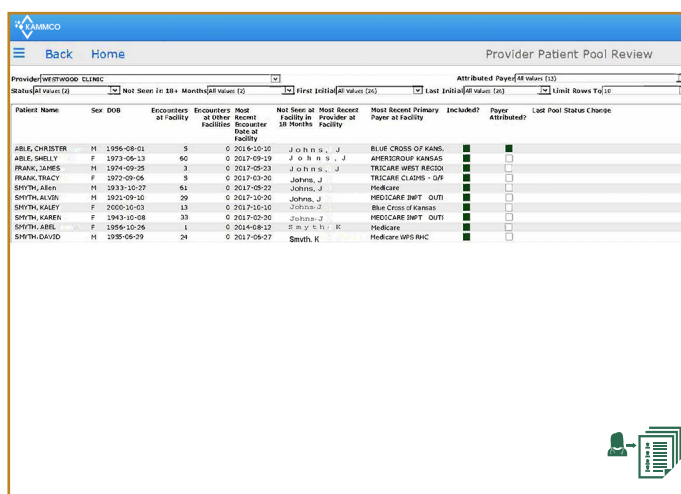 KAMMCO
Back Home Provider Patient Pool Review
Provider WESTWOOD CLINIC Attributed Payer All Values (13)
Status All Values (2) Not Seen in 18+ Months All Values (2) First Initial All Values (26) Last Initial All Values (26) Limit Rows To 10
Patient Name Sex DOB Encounters at Facility Encounters at Other Facilities Most Recent Encounter Date at Facility Not Seen at Facility in 18 Months Most Recent Provider at Facility Most Recent Primary Payer at Facility Included? Payer Attributed? Last Pool Status Change
ABLE, CHRISTER M 1956-08-01 5 0 2016-10-10 Johns, J BLUE CROSS OF KANS.
ABLE, SHELLY F 1973-06-13 60 0 2017-09-19 Johns, J AMERIGROUP KANSAS
FRANK, JAMES M 1974-09-25 3 0 2017-05-23 Johns, J TRICARE WEST REGIO
FRANK, TRACY F 1972-09-06 5 0 2017-03-20 Johns, J TRICARE CLAIMS - O/P
SMYTH, Allen M 1933-10-27 61 0 2017-05-22 Johns, J Medicare
SMYTH, ALVIN M 1921-09-10 29 0 2017-10-20 Johns, J MEDICARE INPT OUTI
SMYTH, KALEY F 2000-10-03 13 0 2017-10-10 Johns J Blue Cross of Kansas
SMYTH, KAREN F 1943-10-08 33 0 2017-02-20 Johns J MEDICARE INPT OUTI
SMYTH, ABEL F 1956-10-26 1 0 2014-08-12 Smyth, K Medicare
SMYTH, DAVID M 1955-06-29 24 0 2017-06-27 Smyth, K Medicare WPS RHC